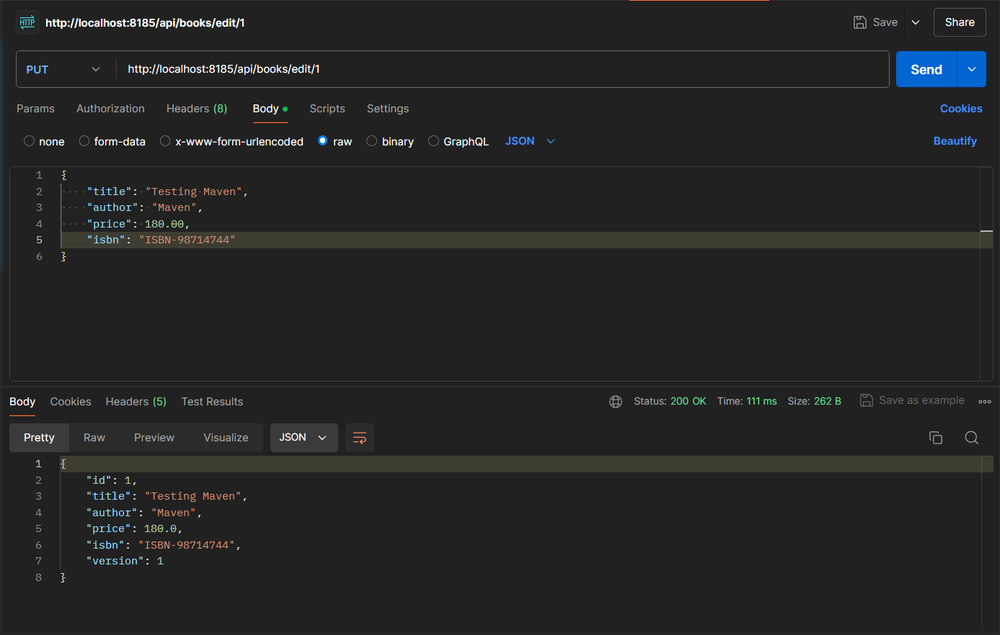 HTTP http://localhost:8185/api/books/edit/1 Save Share
PUT http://localhost:8185/api/books/edit/1 Send
Params Authorization Headers (8) Body Scripts Settings Cookies
none form-data x-www-form-urlencoded raw binary GraphQL JSON Beautify
1 {
2 ····"title":·"Testing·Maven",
3 ····"author":·"Maven",
4 ····"price":·180.00,
5 ····"isbn":·"ISBN-98714744"
6 }
Body Cookies Headers (5) Test Results Status: 200 OK Time: 111 ms Size: 262 B Save as example
Pretty Raw Preview Visualize JSON
1 {
2 "id": 1,
3 "title": "Testing Maven",
4 "author": "Maven",
5 "price": 180.0,
6 "isbn": "ISBN-98714744",
7 "version": 1
8 }